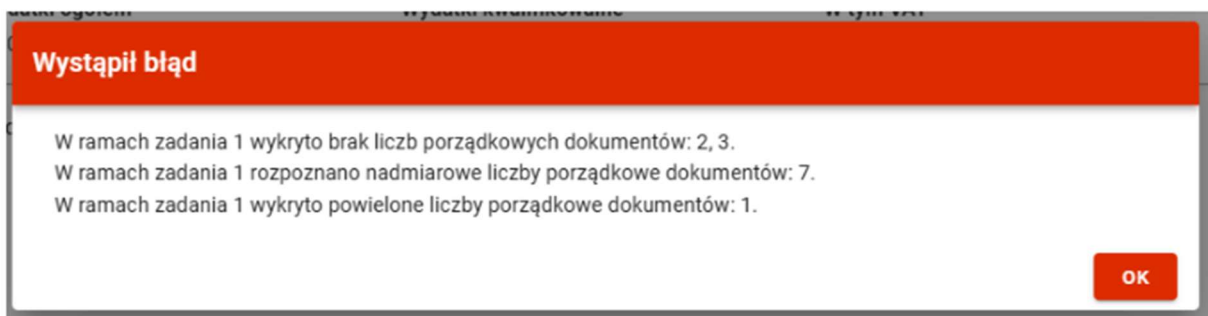 Wystąpił błąd
W ramach zadania 1 wykryto brak liczb porządkowych dokumentów: 2, 3.
W ramach zadania 1 rozpoznano nadmiarowe liczby porządkowe dokumentów: 7.
W ramach zadania 1 wykryto powielone liczby porządkowe dokumentów: 1.
OK